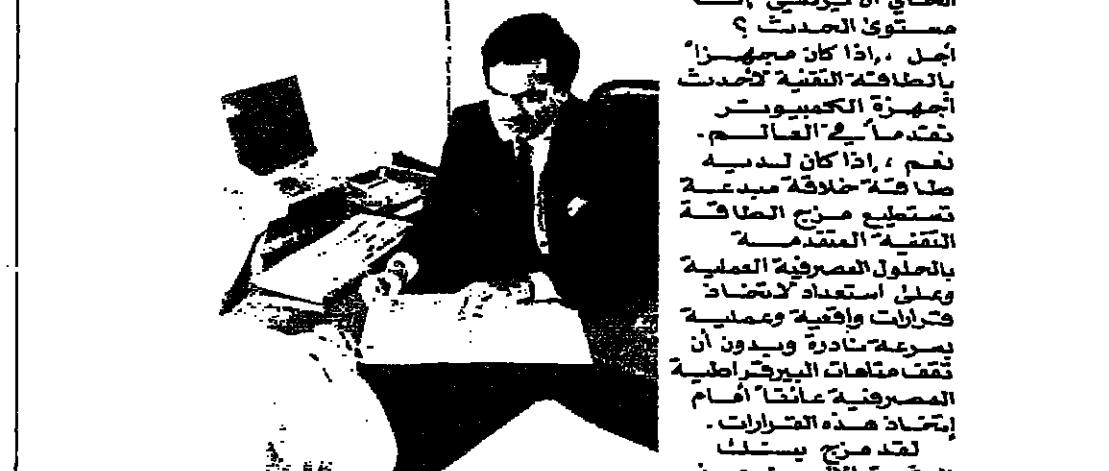 مستوى الحدث ؟
أجل ، إذا كان مجهزاً
بالطاقة التقنية لأحدث
أجهزة الكمبيوتر
تقدماً في العالم .
نعم ، إذا كان لديه
طاقة خلاقة مبدعة
تستطيع مزج الطاقة
التقنية المتقدمة
بالحلول المصرفية العملية
وعلى استعداد لاتخاذ
قرارات واقعية وعملية
بسرعة نادرة وبدون أن
تقف متاهات البيرقراطية
المصرفية عائقاً أمام
إتخاذ هذه القرارات .
لقد مزج